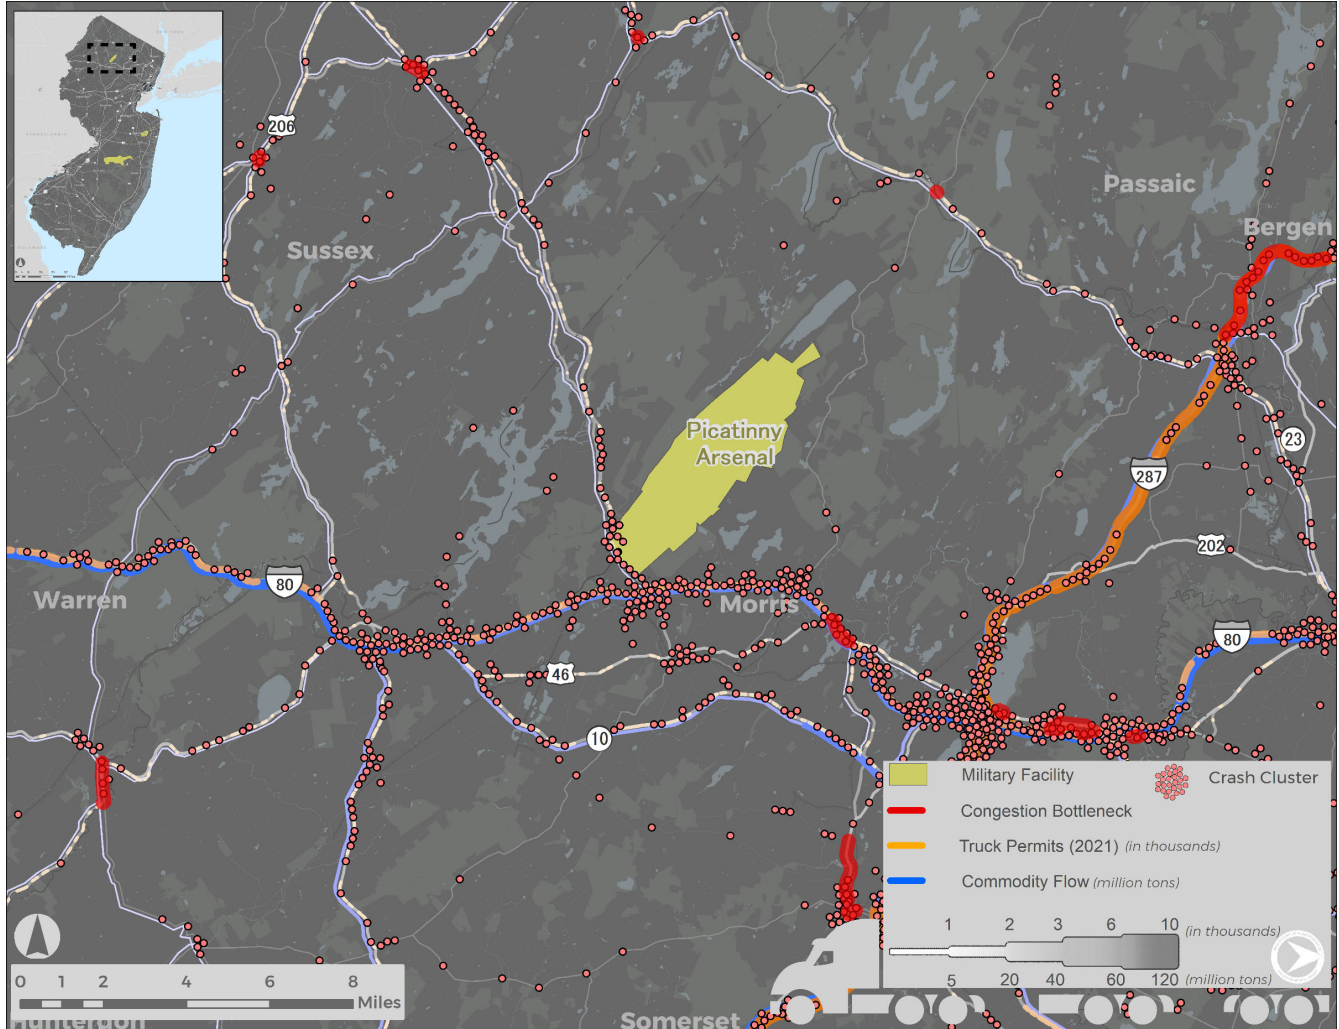 206
Sussex
Passaic
Bergen
Picatinny
Arsenal
23
287
202
80
Warren
Morris
80
46
10
Military Facility
Crash Cluster
Congestion Bottleneck
Truck Permits (2021) (in thousands)
Commodity Flow (million tons)
1 2 3 6 10
(in thousands)
5 20 40 60 120
(million tons)
0 1 2 4 6 8
Miles
Hunterdon
Somerset